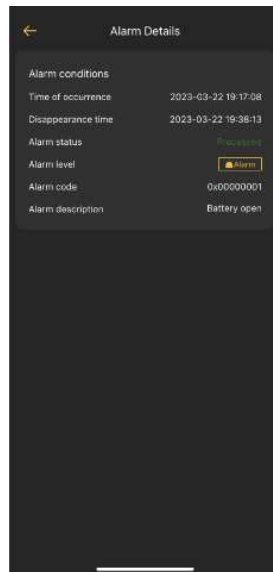 Alarm Details
Alarm conditions
Time of occurrence 2023-03-22 19:17:08
Disappearance time 2023-03-22 19:38:13
Alarm status Processed
Alarm level Alarm
Alarm code 0x00000001
Alarm description Battery open